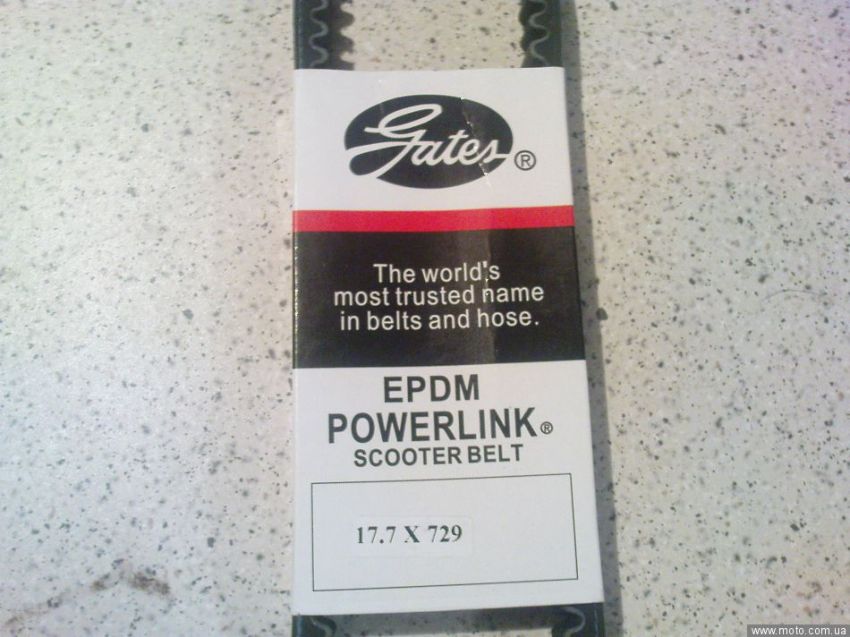 Gates®
The world's
most trusted name
in belts and hose.
EPDM
POWERLINK®
SCOOTER BELT
17.7 X 729
www.moto.com.ua